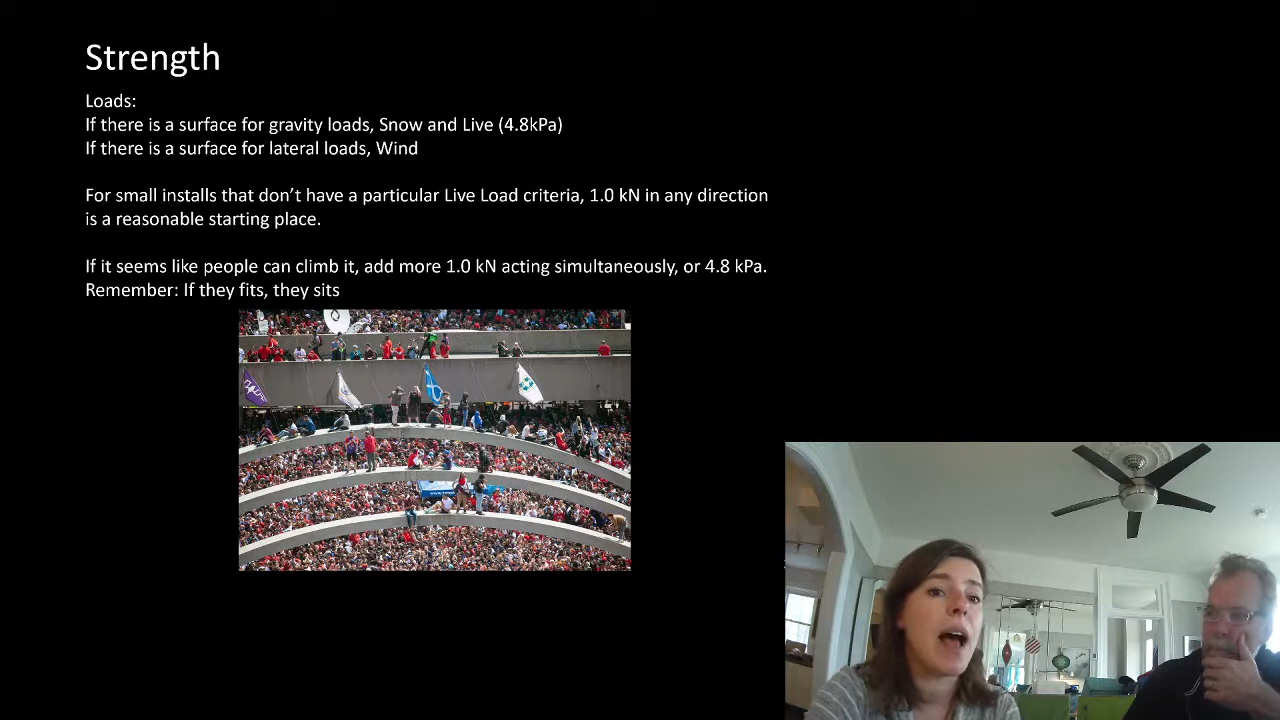 Strength
Loads:
If there is a surface for gravity loads, Snow and Live (4.8kPa)
If there is a surface for lateral loads, Wind
For small installs that don’t have a particular Live Load criteria, 1.0 kN in any direction
is a reasonable starting place.
If it seems like people can climb it, add more 1.0 kN acting simultaneously, or 4.8 kPa.
Remember: If they fits, they sits